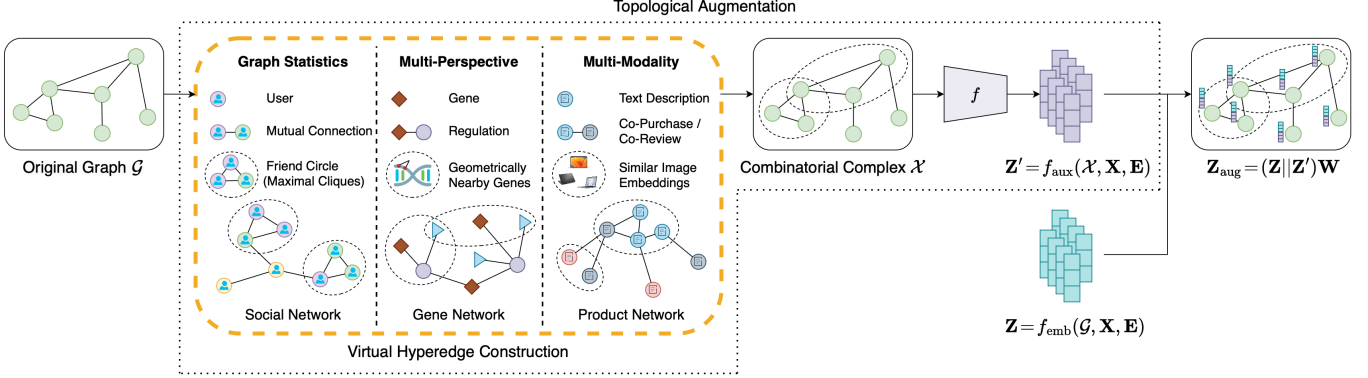 Topological Augmentation
Original Graph 𝒢
Graph Statistics
User
Mutual Connection
Friend Circle
(Maximal Cliques)
Social Network
Multi-Perspective
Gene
Regulation
Geometrically
Nearby Genes
Gene Network
Multi-Modality
Text Description
Co-Purchase /
Co-Review
Similar Image
Embeddings
Product Network
Virtual Hyperedge Construction
Combinatorial Complex 𝒳
f
Z′ = f_aux(𝒳, X, E)
Z = f_emb(𝒢, X, E)
Z_aug = (Z||Z′)W